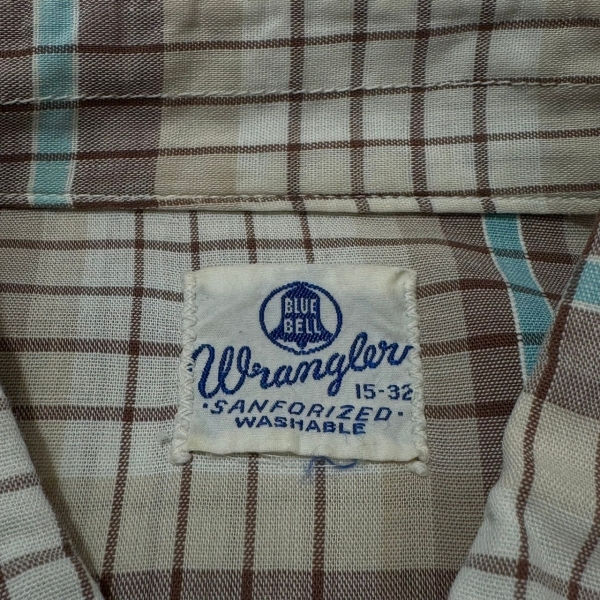 BLUE
BELL
Wrangler
15-32
·SANFORIZED·
WASHABLE